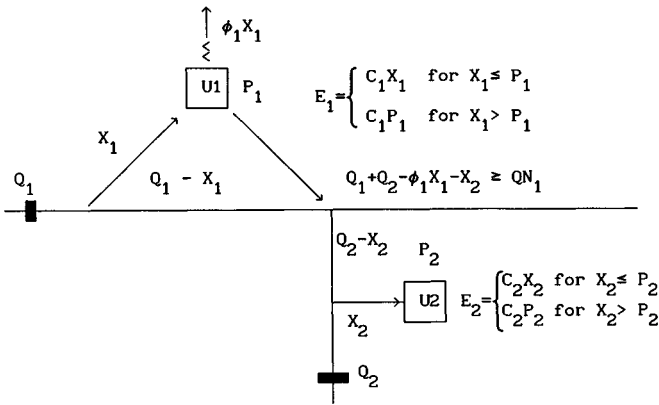 ϕ₁X₁
U1 P₁
E₁= { C₁X₁ for X₁≤ P₁
C₁P₁ for X₁> P₁
X₁
Q₁
Q₁ - X₁
Q₁+Q₂-ϕ₁X₁-X₂ ≥ QN₁
Q₂-X₂
P₂
U2
E₂= { C₂X₂ for X₂≤ P₂
C₂P₂ for X₂> P₂
X₂
Q₂